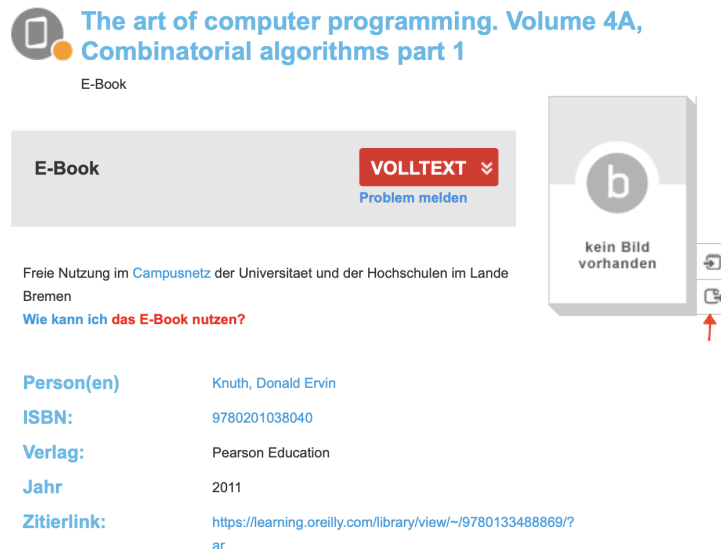 The art of computer programming. Volume 4A,
Combinatorial algorithms part 1
E-Book
E-Book
VOLLTEXT
Problem melden
b
kein Bild
vorhanden
Freie Nutzung im Campusnetz der Universitaet und der Hochschulen im Lande
Bremen
Wie kann ich das E-Book nutzen?
Person(en) Knuth, Donald Ervin
ISBN: 9780201038040
Verlag: Pearson Education
Jahr 2011
Zitierlink: https://learning.oreilly.com/library/view/~/9780133488869/?
ar